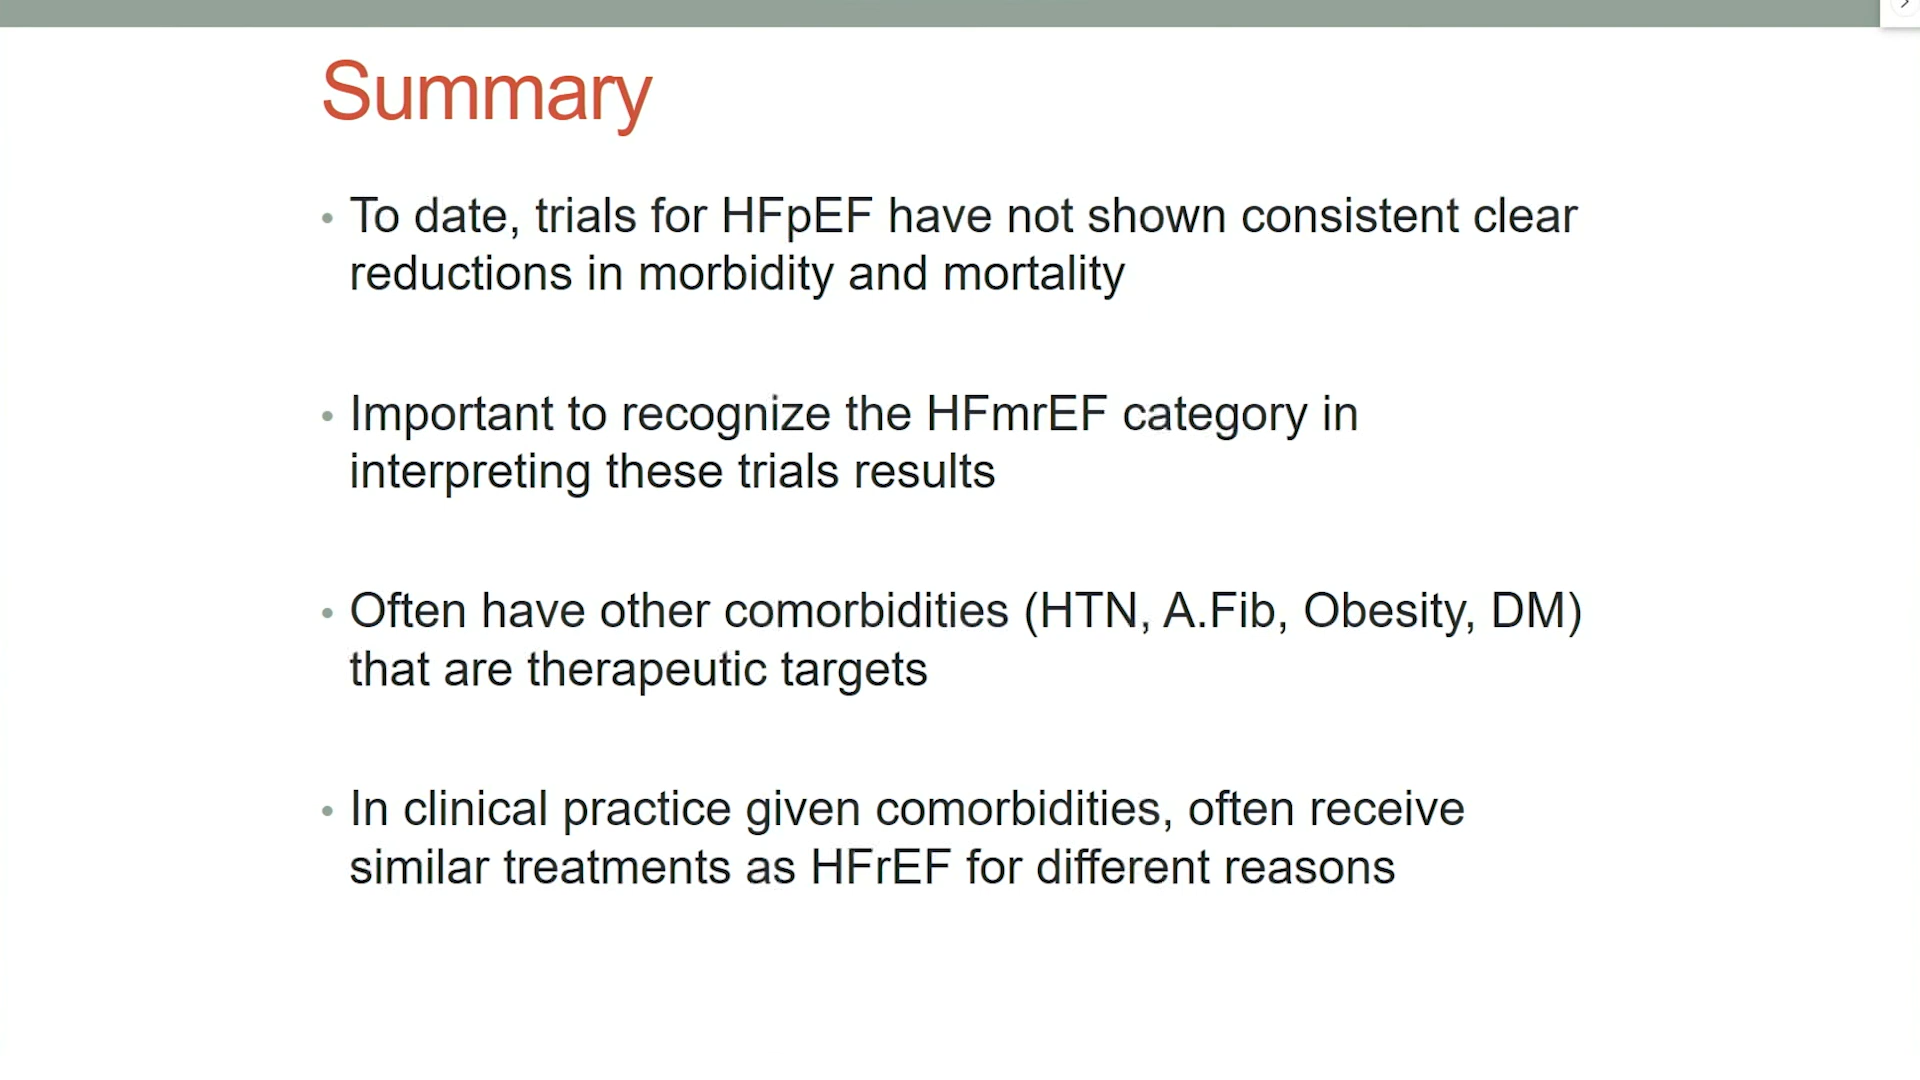 Summary
• To date, trials for HFpEF have not shown consistent clear
reductions in morbidity and mortality
• Important to recognize the HFmrEF category in
interpreting these trials results
• Often have other comorbidities (HTN, A.Fib, Obesity, DM)
that are therapeutic targets
• In clinical practice given comorbidities, often receive
similar treatments as HFrEF for different reasons